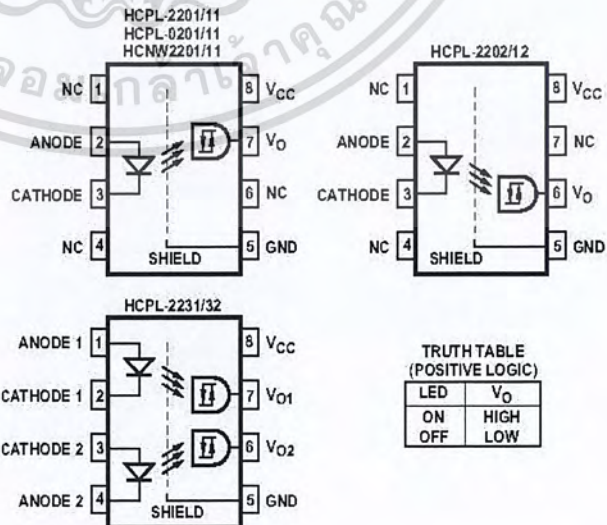 HCPL-2201/11
HCPL-0201/11
HCNW2201/11
NC 1
ANODE 2
CATHODE 3
NC 4
8 VCC
7 VO
6 NC
5 GND
SHIELD
HCPL-2202/12
NC 1
ANODE 2
CATHODE 3
NC 4
8 VCC
7 NC
6 VO
5 GND
SHIELD
HCPL-2231/32
ANODE 1 1
CATHODE 1 2
CATHODE 2 3
ANODE 2 4
8 VCC
7 VO1
6 VO2
5 GND
SHIELD
TRUTH TABLE
(POSITIVE LOGIC)
LED VO
ON HIGH
OFF LOW